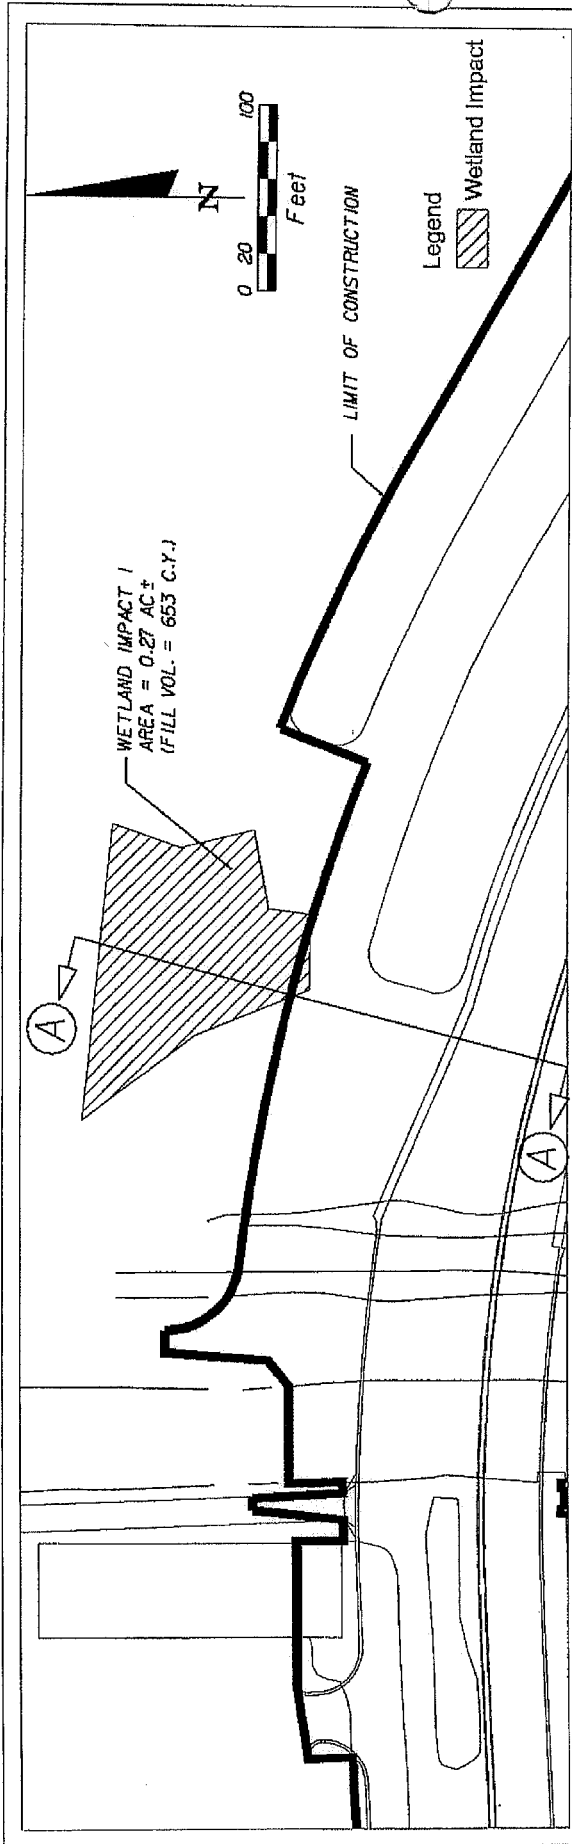 WETLAND IMPACT 1
AREA = 0.27 AC±
(FILL VOL. = 653 C.Y.)
N
0 20 100
Feet
LIMIT OF CONSTRUCTION
Legend
Wetland Impact
A
A